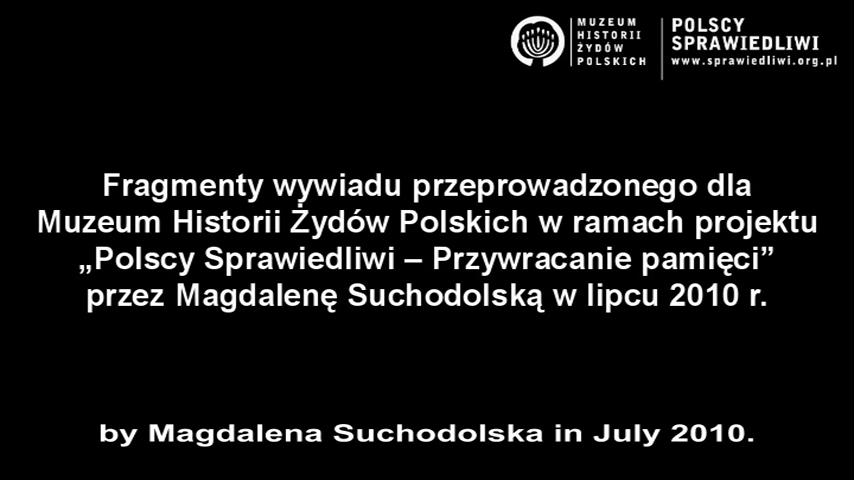 MUZEUM
HISTORII
ŻYDÓW
POLSKICH
POLSCY
SPRAWIEDLIWI
www.sprawiedliwi.org.pl
Fragmenty wywiadu przeprowadzonego dla
Muzeum Historii Żydów Polskich w ramach projektu
„Polscy Sprawiedliwi – Przywracanie pamięci”
przez Magdalenę Suchodolską w lipcu 2010 r.
by Magdalena Suchodolska in July 2010.